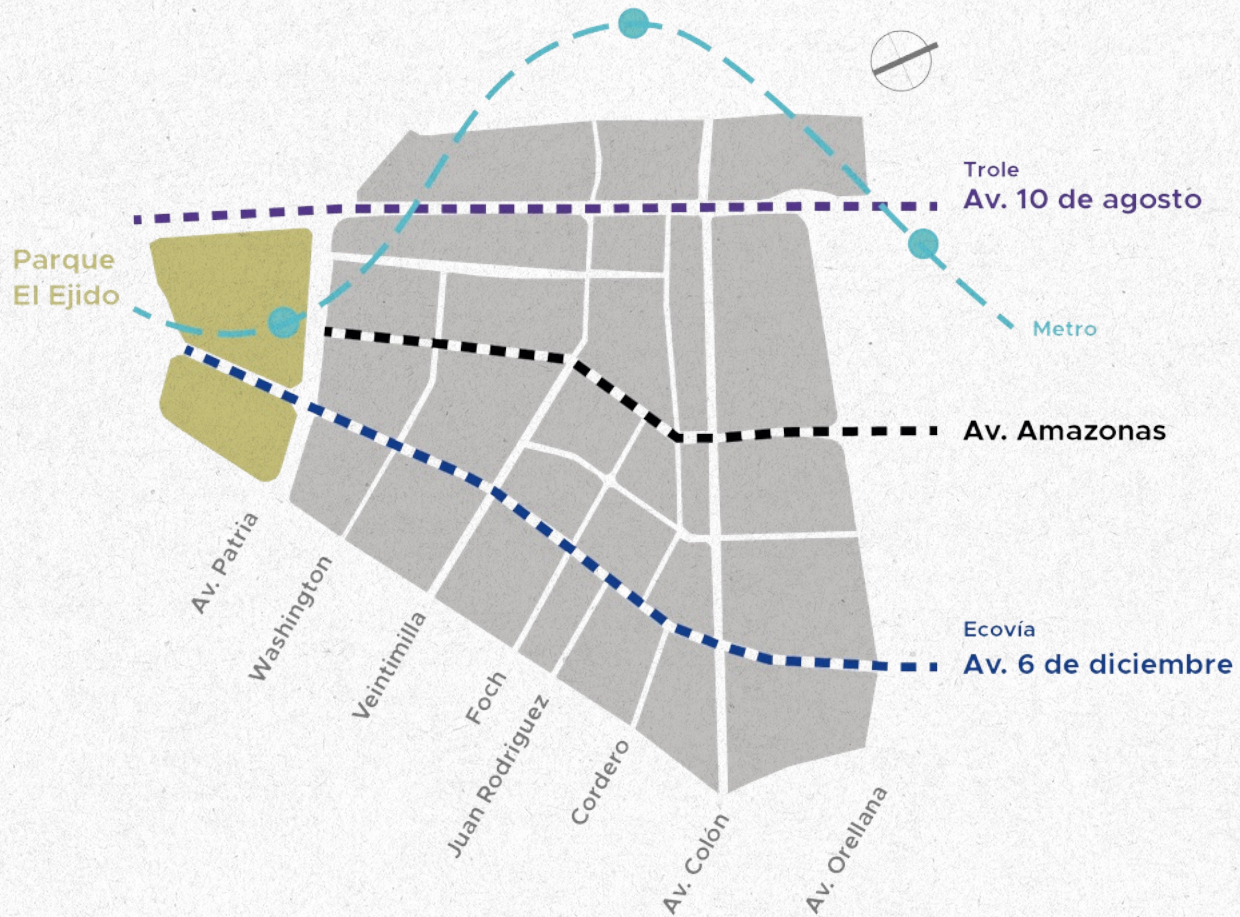 Trole
Av. 10 de agosto
Parque
El Ejido
Metro
Av. Amazonas
Ecovía
Av. 6 de diciembre
Av. Patria
Washington
Veintimilla
Foch
Juan Rodriguez
Cordero
Av. Colón
Av. Orellana